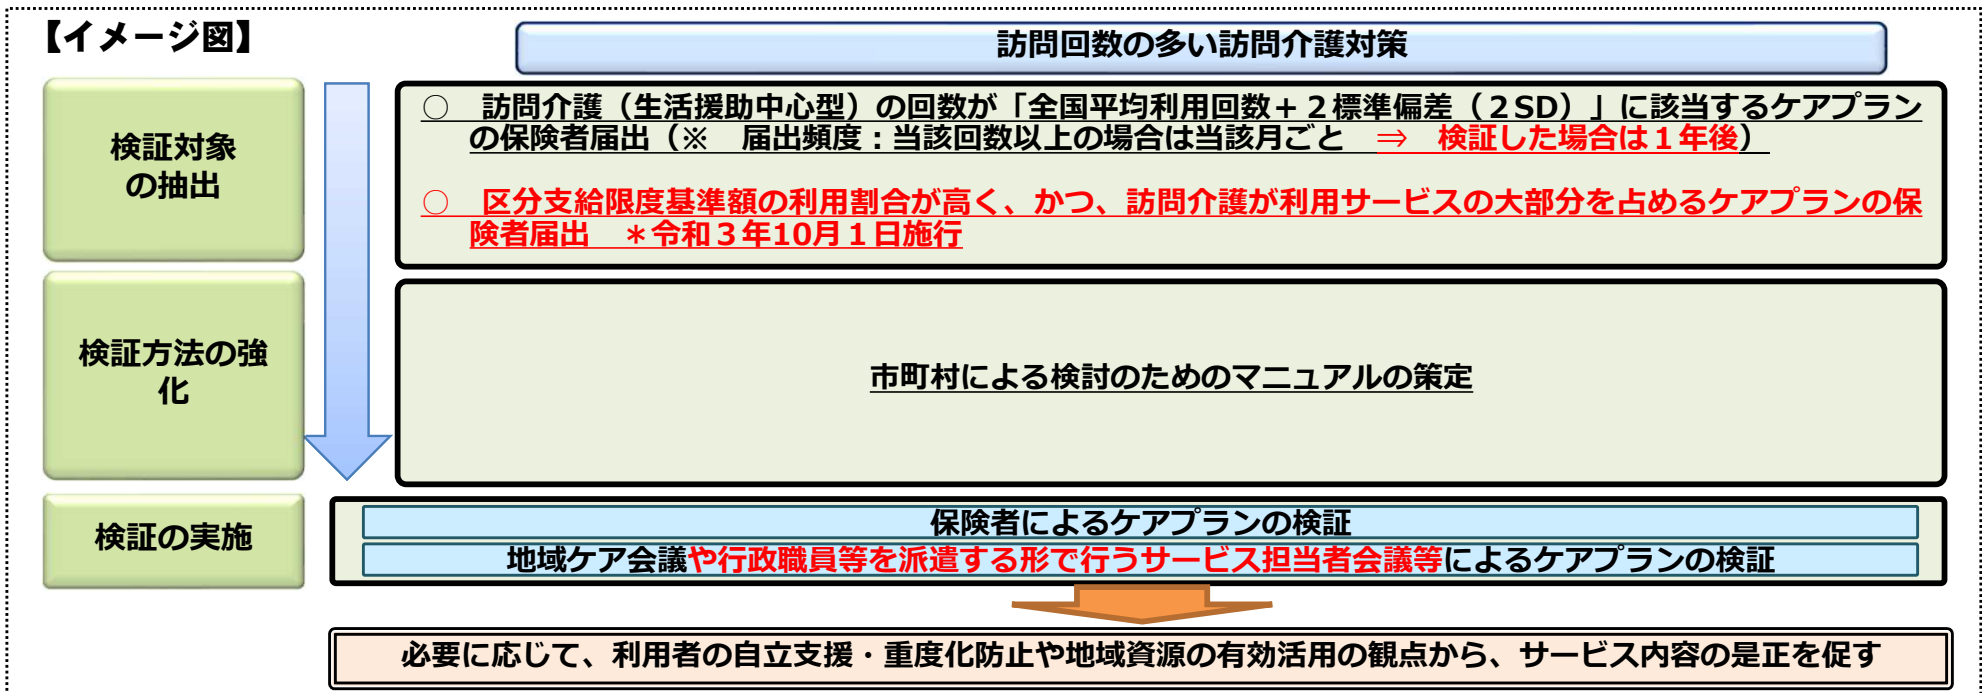 【イメージ図】
訪問回数の多い訪問介護対策
検証対象
の抽出
○　訪問介護（生活援助中心型）の回数が「全国平均利用回数＋２標準偏差（２SD）」に該当するケアプラン
の保険者届出（※　届出頻度：当該回数以上の場合は当該月ごと　⇒　検証した場合は１年後）
○　区分支給限度基準額の利用割合が高く、かつ、訪問介護が利用サービスの大部分を占めるケアプランの保
険者届出　＊令和３年10月１日施行
検証方法の強
化
市町村による検討のためのマニュアルの策定
検証の実施
保険者によるケアプランの検証
地域ケア会議や行政職員等を派遣する形で行うサービス担当者会議等によるケアプランの検証
必要に応じて、利用者の自立支援・重度化防止や地域資源の有効活用の観点から、サービス内容の是正を促す